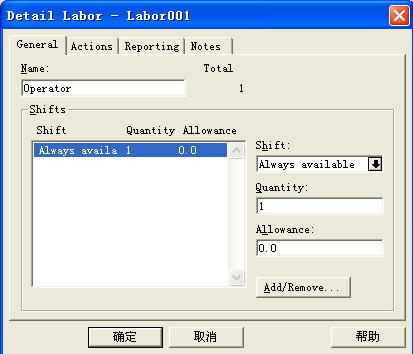 Detail Labor - Labor001
General Actions Reporting Notes
Name: Total
Operator 1
Shifts
Shift Quantity Allowance
Always availa 1 0.0
Shift:
Always available
Quantity:
1
Allowance:
0.0
Add/Remove...
确定 取消 帮助